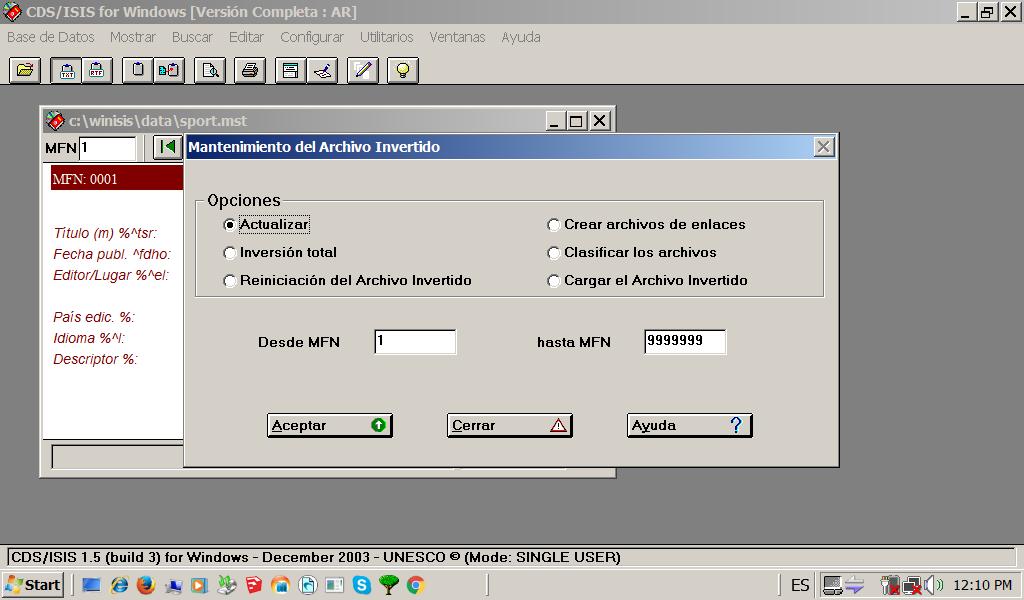 CDS/ISIS for Windows [Versión Completa : AR]
Base de Datos Mostrar Buscar Editar Configurar Utilitarios Ventanas Ayuda
TXT RTF
c:\winisis\data\sport.mst
MFN 1
Mantenimiento del Archivo Invertido
MFN: 0001
Título (m) %^tsr:
Fecha publ. ^fdho:
Editor/Lugar %^el:
País edic. %:
Idioma %^l:
Descriptor %:
Opciones
Actualizar Crear archivos de enlaces
Inversión total Clasificar los archivos
Reiniciación del Archivo Invertido Cargar el Archivo Invertido
Desde MFN 1 hasta MFN 9999999
Aceptar Cerrar Ayuda ?
CDS/ISIS 1.5 (build 3) for Windows - December 2003 - UNESCO © (Mode: SINGLE USER)
Start ES 12:10 PM